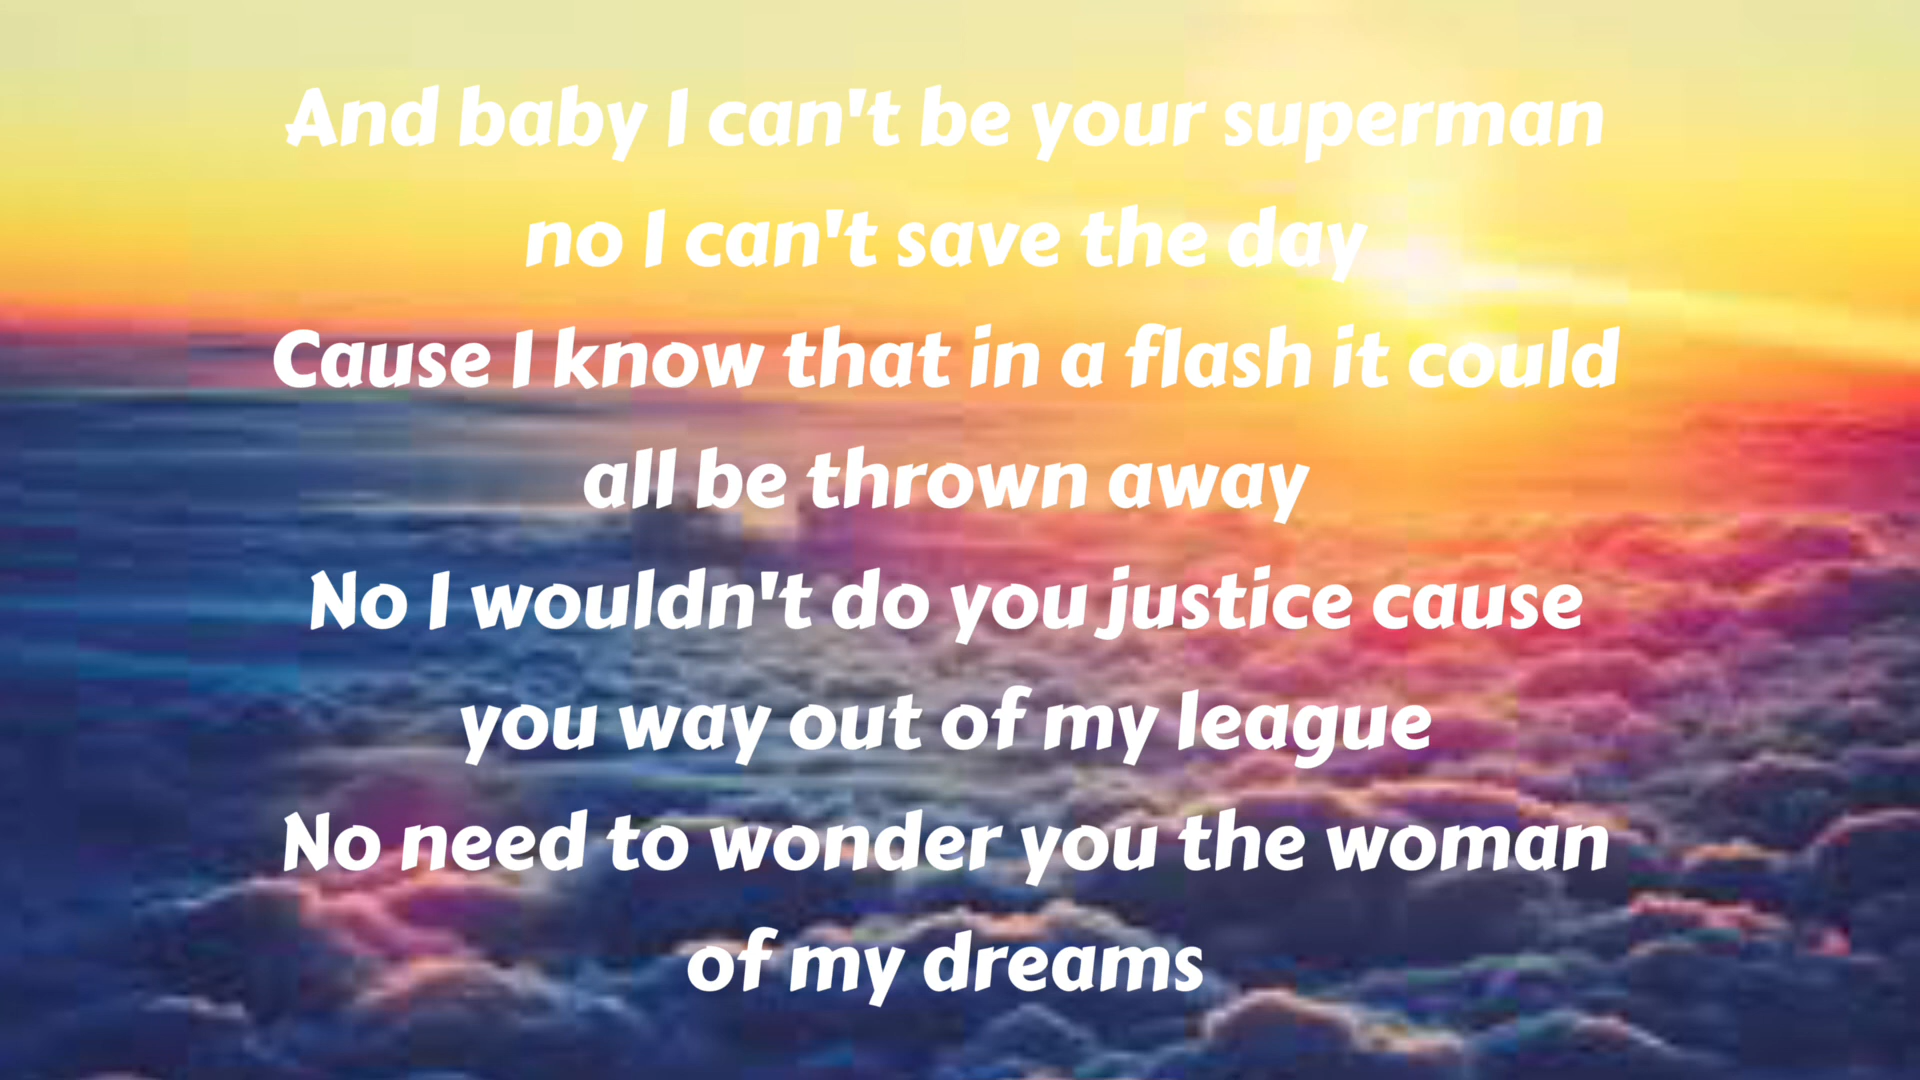 And baby I can't be your superman
no I can't save the day
Cause I know that in a flash it could
all be thrown away
No I wouldn't do you justice cause
you way out of my league
No need to wonder you the woman
of my dreams